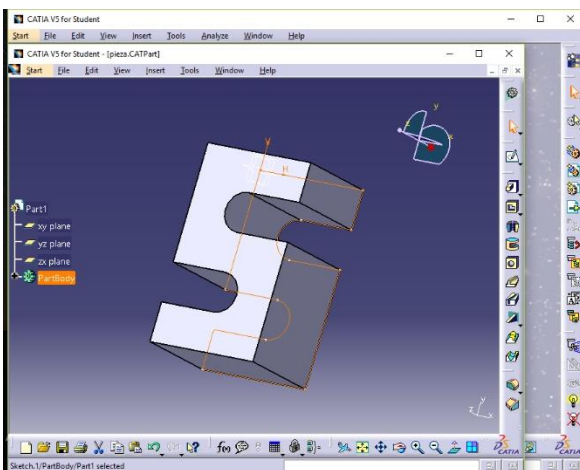 CATIA V5 for Student
Start File Edit View Insert Tools Analyze Window Help
CATIA V5 for Student - [pieza.CATPart]
Start File Edit View Insert Tools Window Help
y
z
x
V
H
Part1
xy plane
yz plane
zx plane
PartBody
z y
x
f(x)
CATIA
CATIA
Sketch.1/PartBody/Part1 selected